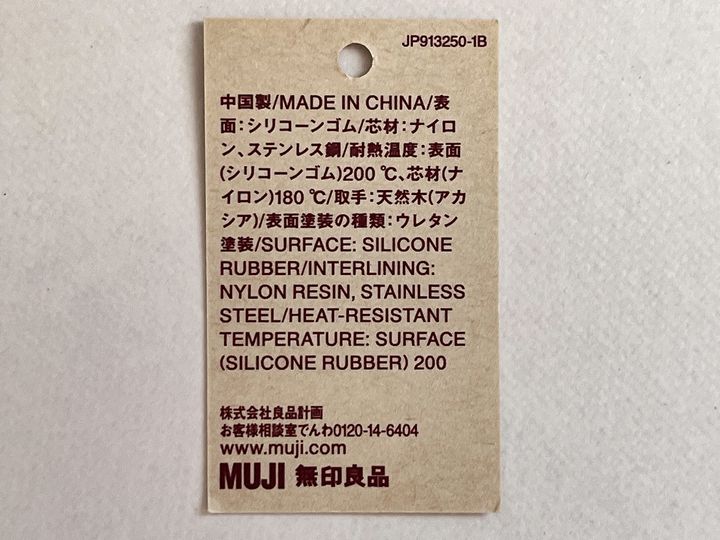 JP913250-1B
中国製/MADE IN CHINA/表
面:シリコーンゴム/芯材:ナイロ
ン、ステンレス鋼/耐熱温度:表面
(シリコーンゴム)200 ℃、芯材(ナ
イロン)180 ℃/取手:天然木(アカ
シア)/表面塗装の種類:ウレタン
塗装/SURFACE: SILICONE
RUBBER/INTERLINING:
NYLON RESIN, STAINLESS
STEEL/HEAT-RESISTANT
TEMPERATURE: SURFACE
(SILICONE RUBBER) 200
株式会社良品計画
お客様相談室でんわ0120-14-6404
www.muji.com
MUJI 無印良品